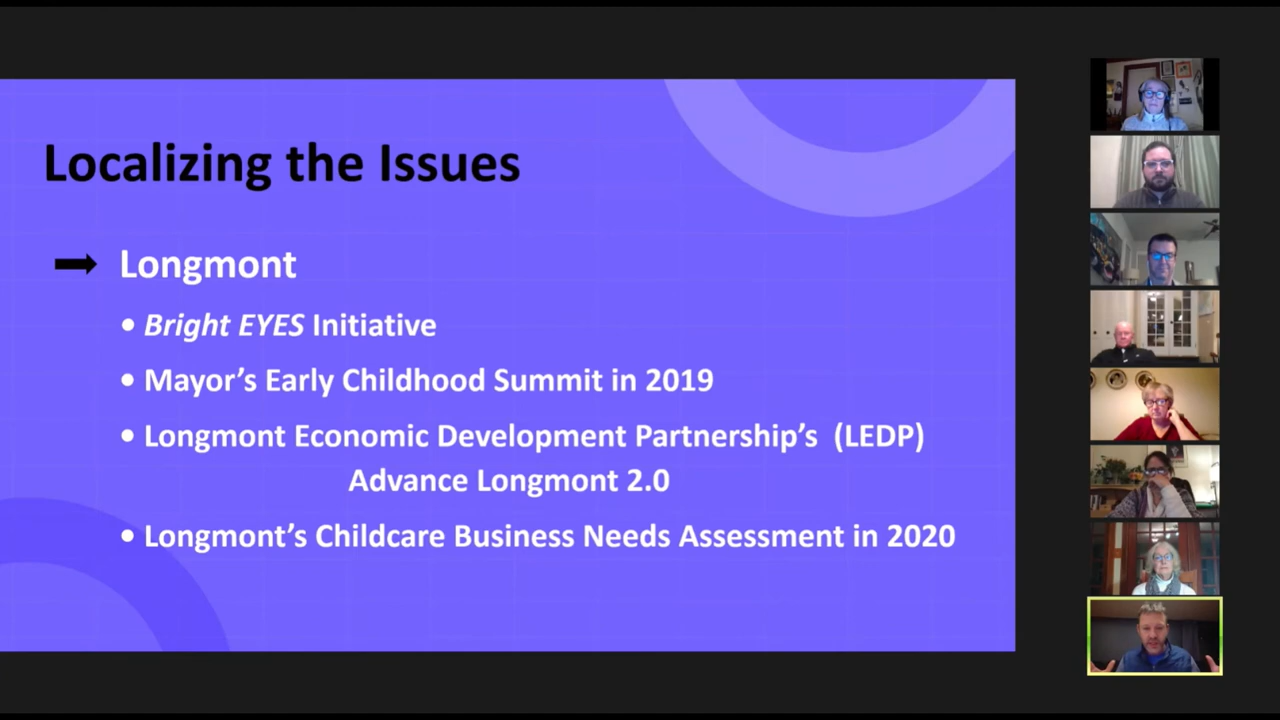 Localizing the Issues
Longmont
• Bright EYES Initiative
• Mayor’s Early Childhood Summit in 2019
• Longmont Economic Development Partnership’s (LEDP)
Advance Longmont 2.0
• Longmont’s Childcare Business Needs Assessment in 2020